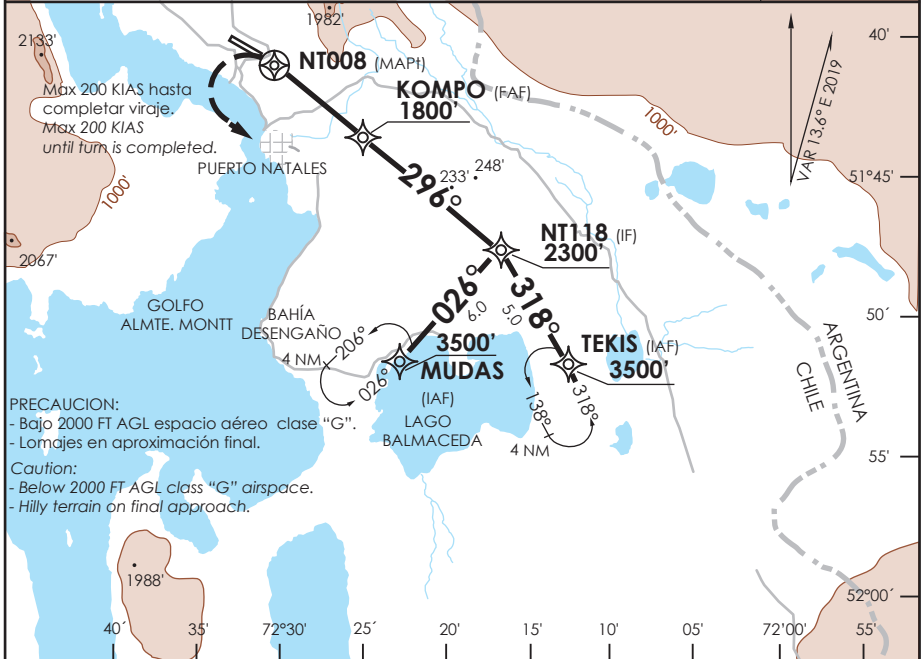 1982'
2133'
40'
NT008 (MAPt)
VAR 13.6° E 2019
Max 200 KIAS hasta
completar viraje.
Max 200 KIAS
until turn is completed.
KOMPO (FAF)
1800'
1000'
PUERTO NATALES
233'
248'
296°
51°45'
1000'
2067'
NT118 (IF)
2300'
GOLFO
ALMTE. MONTT
BAHÍA
DESENGAÑO
026°
6.0
318°
5.0
50'
ARGENTINA
CHILE
4 NM
206°
026°
3500'
MUDAS
(IAF)
TEKIS (IAF)
3500'
LAGO
BALMACEDA
138°
318°
4 NM
PRECAUCION:
- Bajo 2000 FT AGL espacio aéreo clase “G”.
- Lomajes en aproximación final.
Caution:
- Below 2000 FT AGL class “G” airspace.
- Hilly terrain on final approach.
55'
1988'
52°00'
40'
35'
72°30'
25'
20'
15'
10'
05'
72°00'
55'